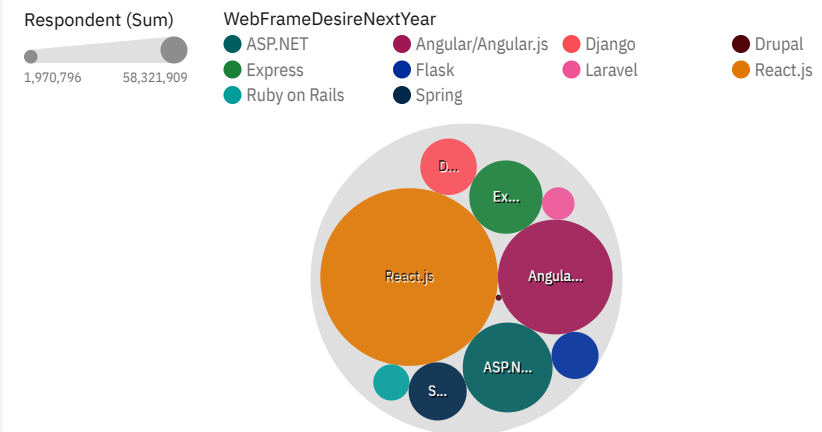 Respondent (Sum)
1,970,796 58,321,909
WebFrameDesireNextYear
ASP.NET Angular/Angular.js Django Drupal
Express Flask Laravel React.js
Ruby on Rails Spring
D...
Ex...
React.js
Angula...
ASP.N...
S...